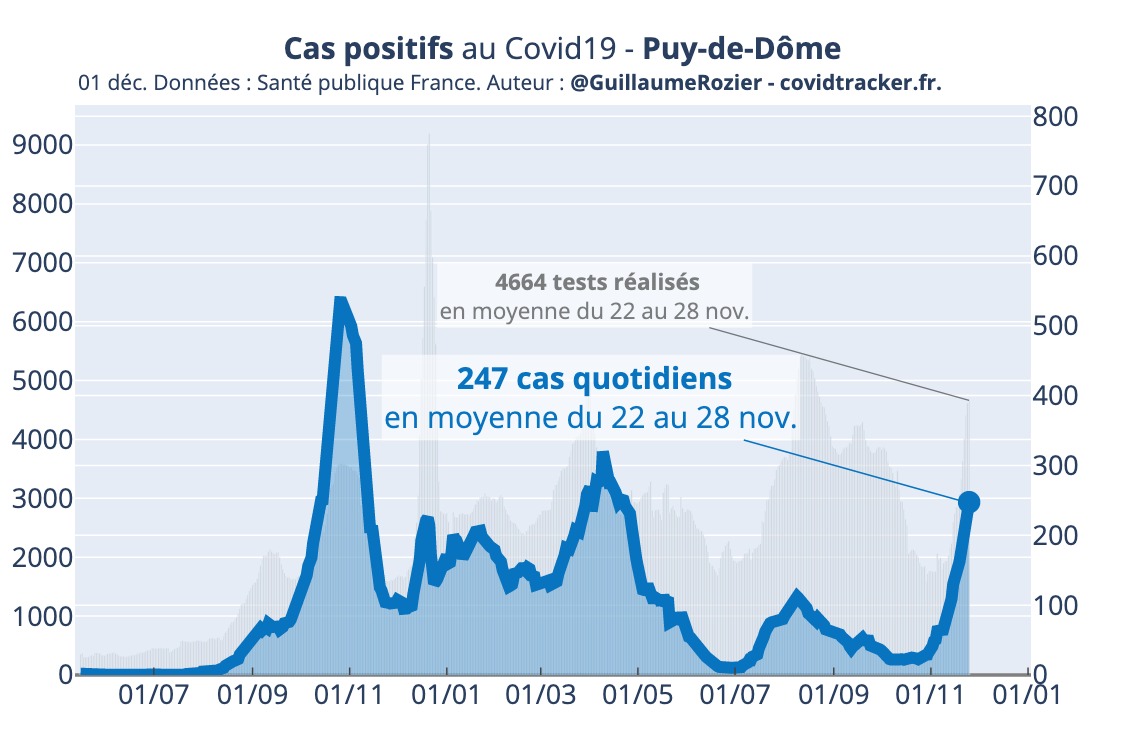 Cas positifs au Covid19 - Puy-de-Dôme
01 déc. Données : Santé publique France. Auteur : @GuillaumeRozier - covidtracker.fr.
9000
8000
7000
6000
5000
4000
3000
2000
1000
0
800
700
600
500
400
300
200
100
0
4664 tests réalisés
en moyenne du 22 au 28 nov.
247 cas quotidiens
en moyenne du 22 au 28 nov.
01/07 01/09 01/11 01/01 01/03 01/05 01/07 01/09 01/11 01/01